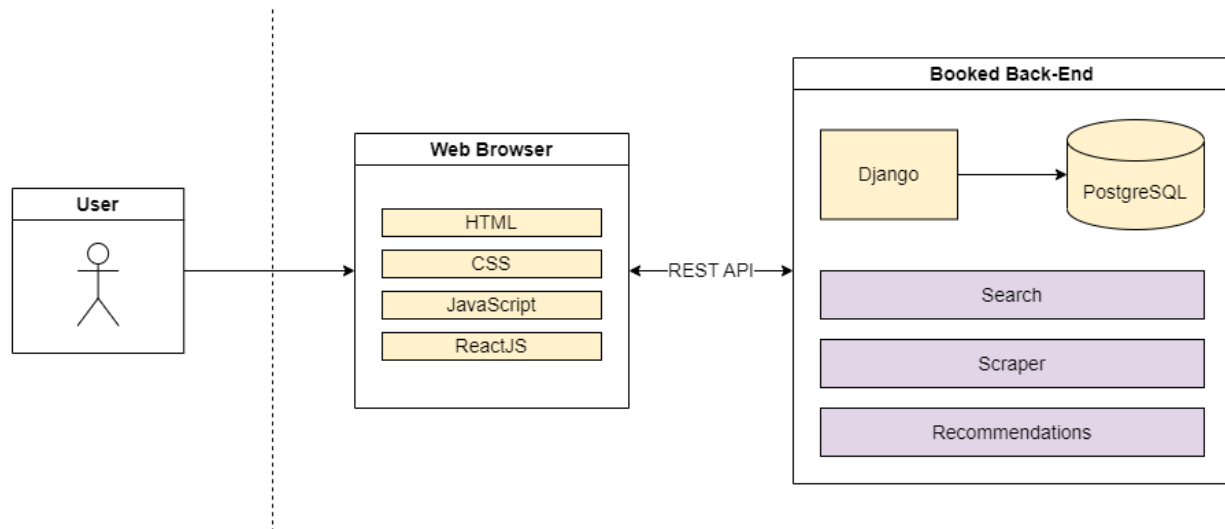 User
Web Browser
HTML
CSS
JavaScript
ReactJS
REST API
Booked Back-End
Django
PostgreSQL
Search
Scraper
Recommendations